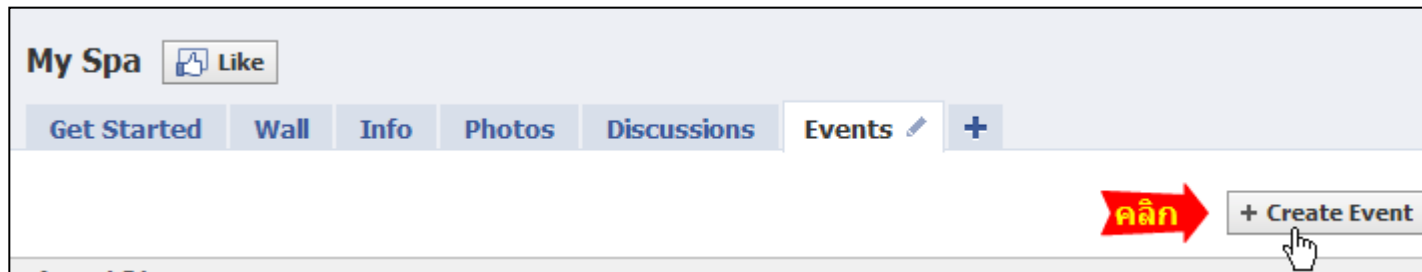 My Spa Like
Get Started Wall Info Photos Discussions Events +
คลิก + Create Event